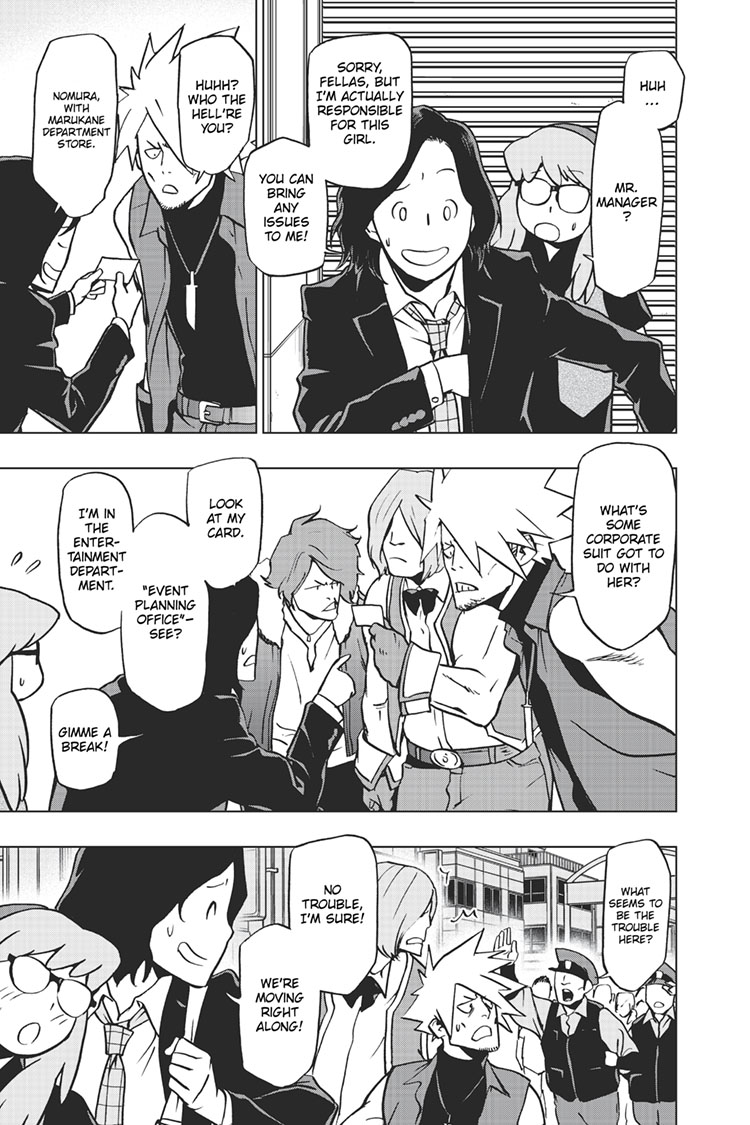 HUH
...
MR.
MANAGER
?
SORRY,
FELLAS, BUT
I'M ACTUALLY
RESPONSIBLE
FOR THIS
GIRL.
YOU CAN
BRING
ANY
ISSUES
TO ME!
HUHH?
WHO THE
HELL'RE
YOU?
NOMURA,
WITH
MARUKANE
DEPARTMENT
STORE.
WHAT'S
SOME
CORPORATE
SUIT GOT TO
DO WITH
HER?
LOOK
AT MY
CARD.
"EVENT
PLANNING
OFFICE"–
SEE?
I'M IN
THE
ENTER-
TAINMENT
DEPART-
MENT.
GIMME A
BREAK!
WHAT
SEEMS TO
BE THE
TROUBLE
HERE?
NO
TROUBLE,
I'M SURE!
WE'RE
MOVING
RIGHT
ALONG!